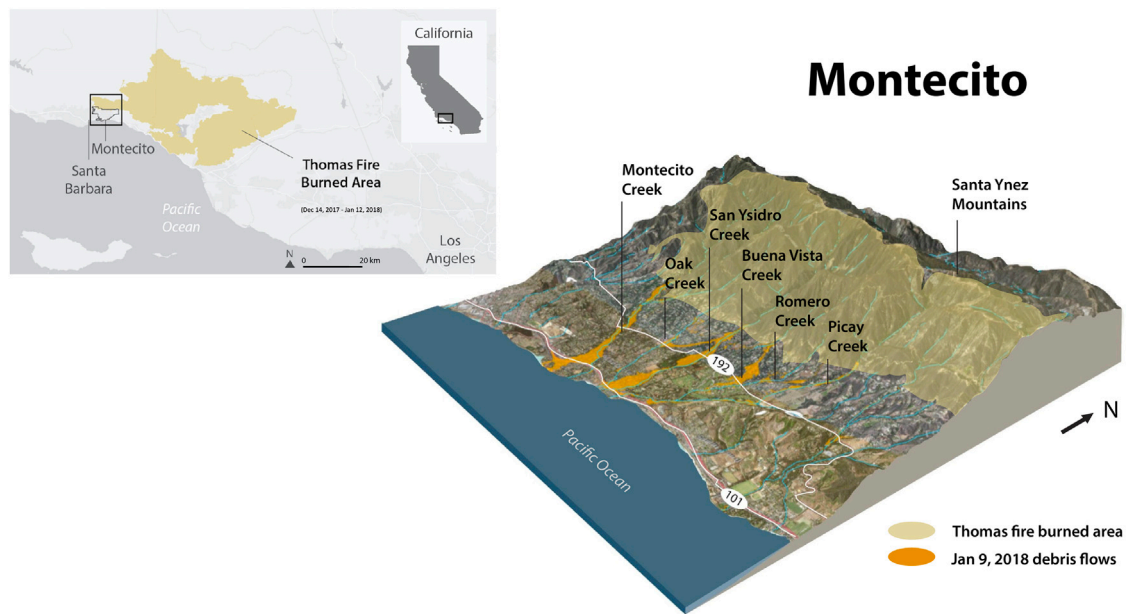 California
Montecito
Santa
Barbara
Thomas Fire
Burned Area
(Dec 14, 2017 - Jan 12, 2018)
Pacific
Ocean
Los
Angeles
N
0 20 km
Montecito
Montecito
Creek
San Ysidro
Creek
Oak
Creek
Buena Vista
Creek
Romero
Creek
Picay
Creek
Santa Ynez
Mountains
192
101
Pacific Ocean
N
Thomas fire burned area
Jan 9, 2018 debris flows